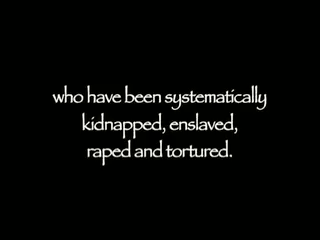 who have been systematically
kidnapped, enslaved,
raped and tortured.